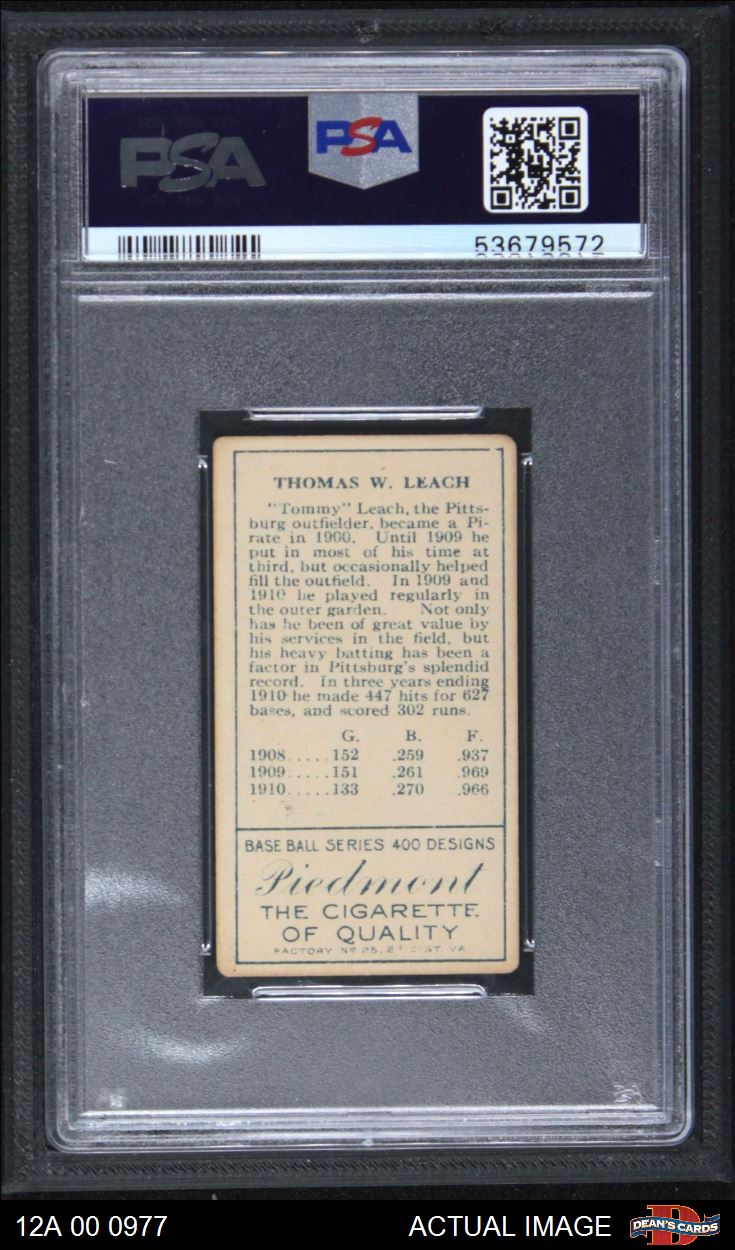 PSA
PSA
53679572
THOMAS W. LEACH
"Tommy" Leach, the Pitts-
burg outfielder, became a Pi-
rate in 1900. Until 1909 he
put in most of his time at
third, but occasionally helped
fill the outfield. In 1909 and
1910 he played regularly in
the outer garden. Not only
has he been of great value by
his services in the field, but
his heavy batting has been a
factor in Pittsburg's splendid
record. In three years ending
1910 he made 447 hits for 627
bases, and scored 302 runs.
G. B. F.
1908.....152 .259 .937
1909.....151 .261 .969
1910.....133 .270 .966
BASE BALL SERIES 400 DESIGNS
Piedmont
THE CIGARETTE
OF QUALITY
FACTORY Nº 25, 2ᴰ DIST. VA
12A 00 0977
ACTUAL IMAGE
DEAN'S CARDS